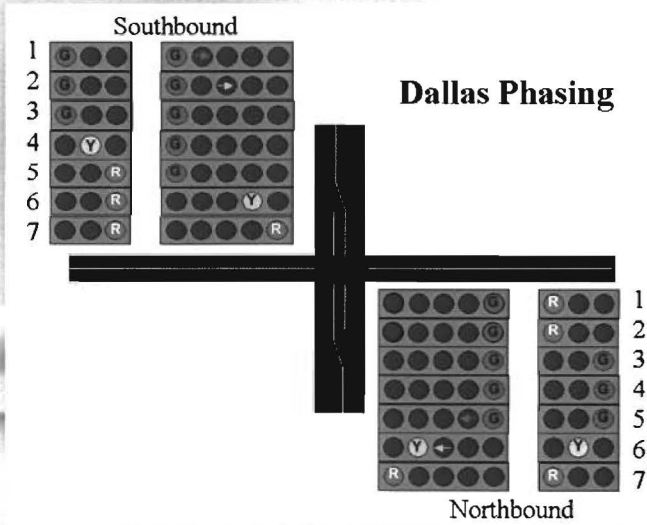 Southbound
Dallas Phasing
1 G G
2 G G
3 G G
4 Y G
5 R G
6 R Y
7 R R
G R 1
G R 2
G G 3
G G 4
G G 5
Y Y 6
R R 7
Northbound